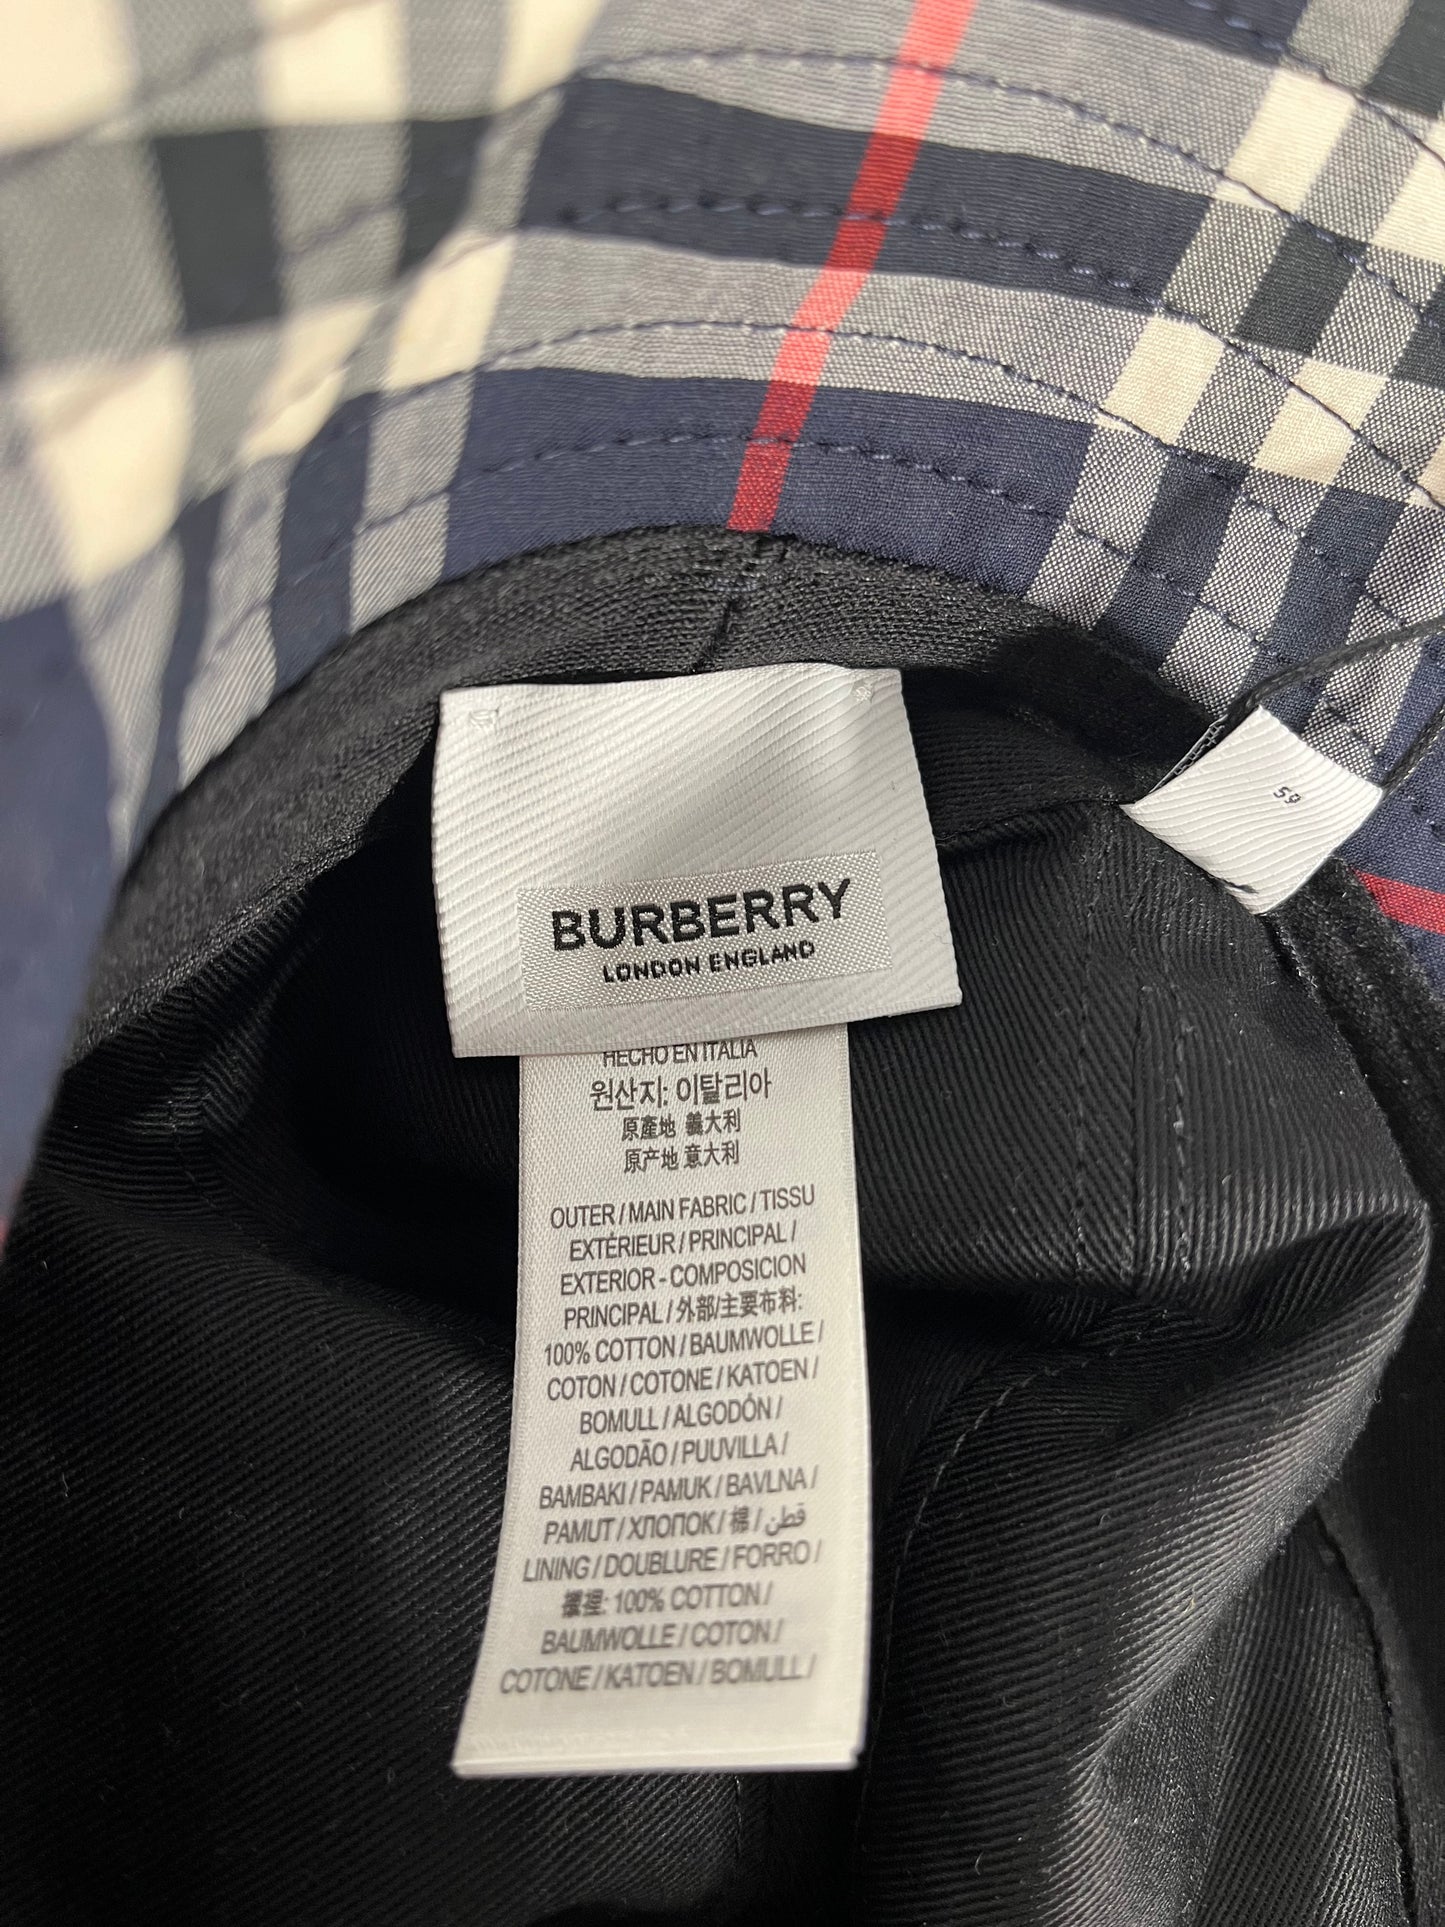 BURBERRY
LONDON ENGLAND
59
HECHO EN ITALIA
원산지: 이탈리아
原產地 義大利
原产地 意大利
OUTER / MAIN FABRIC / TISSU
EXTÉRIEUR / PRINCIPAL /
EXTERIOR - COMPOSICION
PRINCIPAL / 外部/主要布料:
100% COTTON / BAUMWOLLE /
COTON / COTONE / KATOEN /
BOMULL / ALGODÓN /
ALGODÃO / PUUVILLA /
BAMBAKI / PAMUK / BAVLNA /
PAMUT / ХЛОПОК / 棉 / قطن /
LINING / DOUBLURE / FORRO /
襯裡: 100% COTTON /
BAUMWOLLE / COTON /
COTONE / KATOEN / BOMULL /